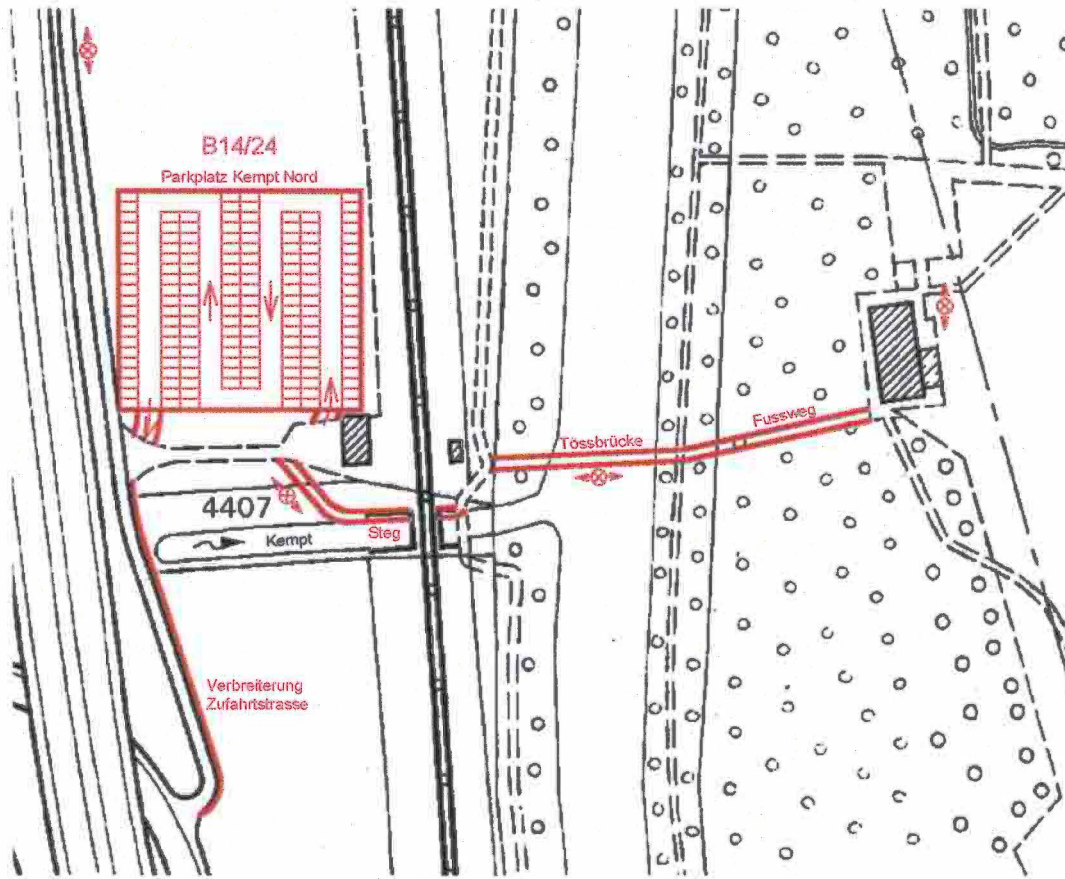 B14/24
Parkplatz Kempt Nord
Tössbrücke
Fussweg
4407
Steg
Kempt
Verbreiterung
Zufahrtstrasse